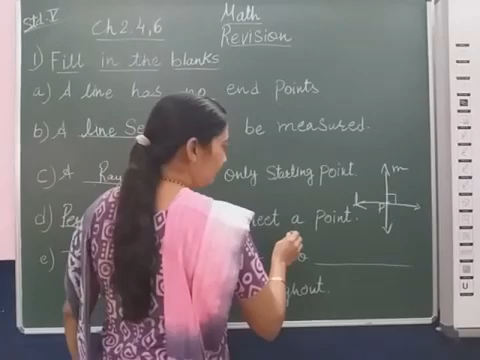 Std. V
Math
Ch 2.4,6
Revision
1) Fill in the blanks
a) A line has no end points
b) A line Se be measured.
c) A Ray only Starting point.
d) Pe meet a point.
e)
ghout.
m
l
P